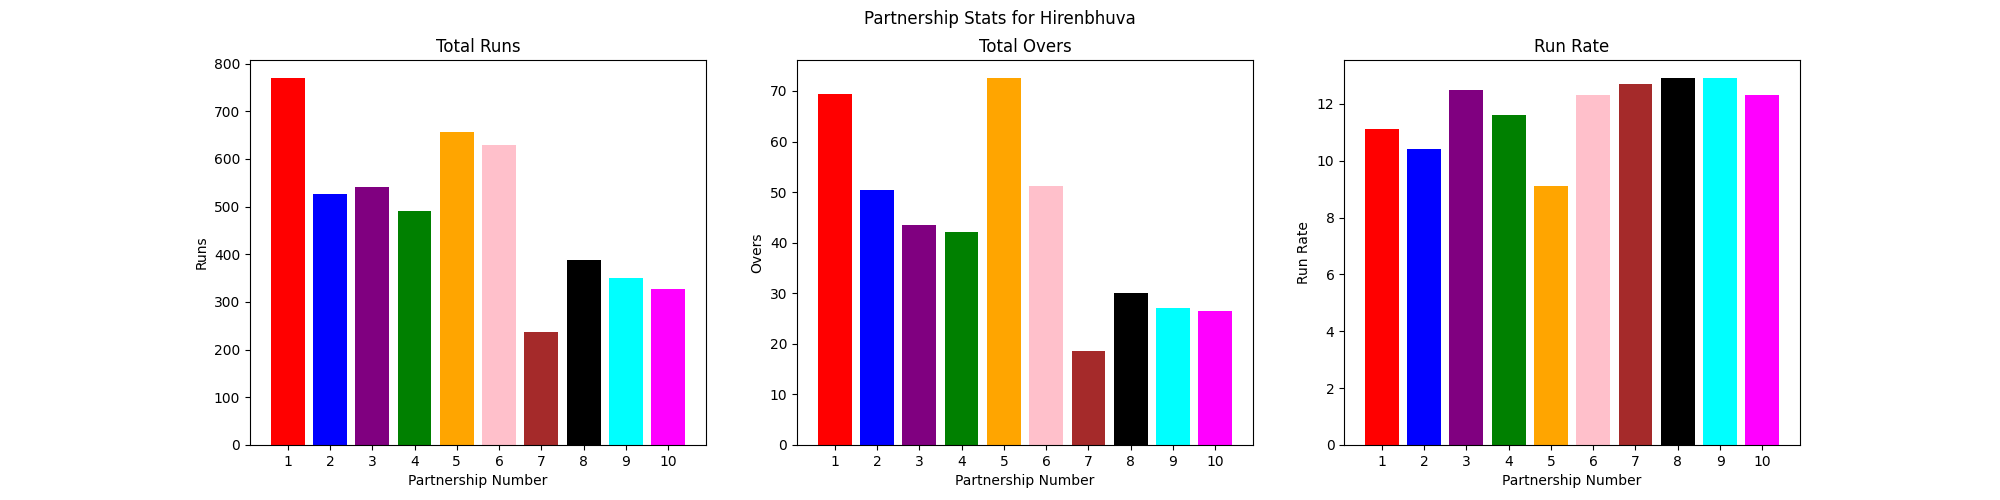 Partnership Stats for Hirenbhuva
Total Runs
800
700
600
500
400
300
200
100
0
Runs
1 2 3 4 5 6 7 8 9 10
Partnership Number
Total Overs
70
60
50
40
30
20
10
0
Overs
1 2 3 4 5 6 7 8 9 10
Partnership Number
Run Rate
12
10
8
6
4
2
0
Run Rate
1 2 3 4 5 6 7 8 9 10
Partnership Number